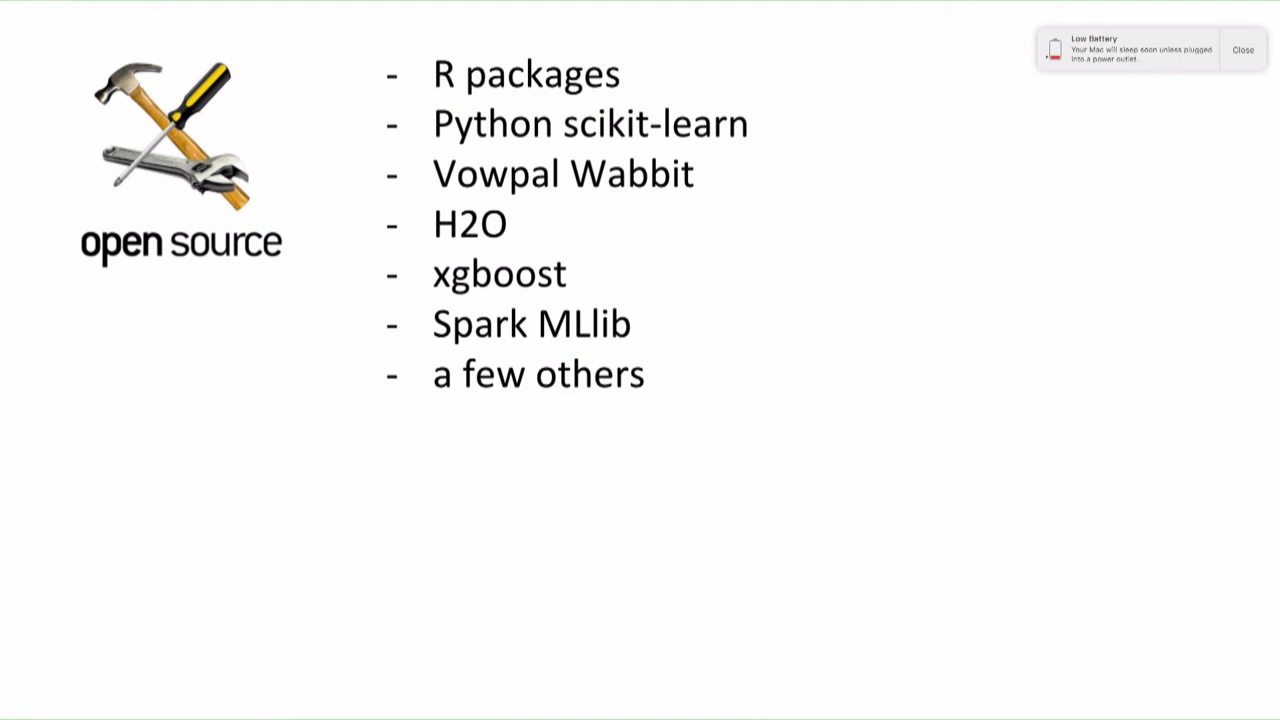 open source
- R packages
- Python scikit-learn
- Vowpal Wabbit
- H2O
- xgboost
- Spark MLlib
- a few others
Low Battery
Your Mac will sleep soon unless plugged
into a power outlet.
Close